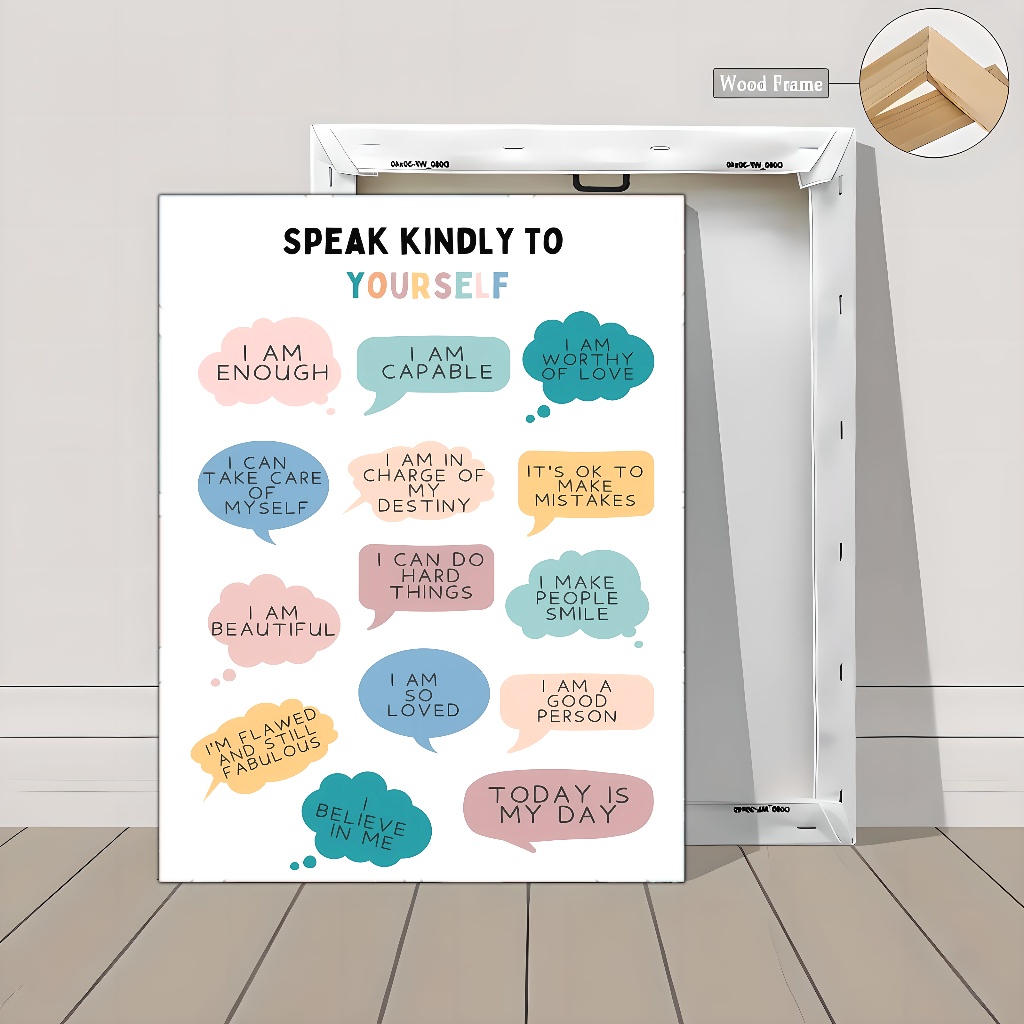 Wood Frame
SPEAK KINDLY TO
YOURSELF
I AM
ENOUGH
I AM
CAPABLE
I AM
WORTHY
OF LOVE
I CAN
TAKE CARE
OF
MYSELF
I AM IN
CHARGE OF
MY
DESTINY
IT'S OK TO
MAKE
MISTAKES
I CAN DO
HARD
THINGS
I AM
BEAUTIFUL
I MAKE
PEOPLE
SMILE
I AM
SO
LOVED
I AM A
GOOD
PERSON
I'M FLAWED
AND STILL
FABULOUS
I
BELIEVE
IN ME
TODAY IS
MY DAY